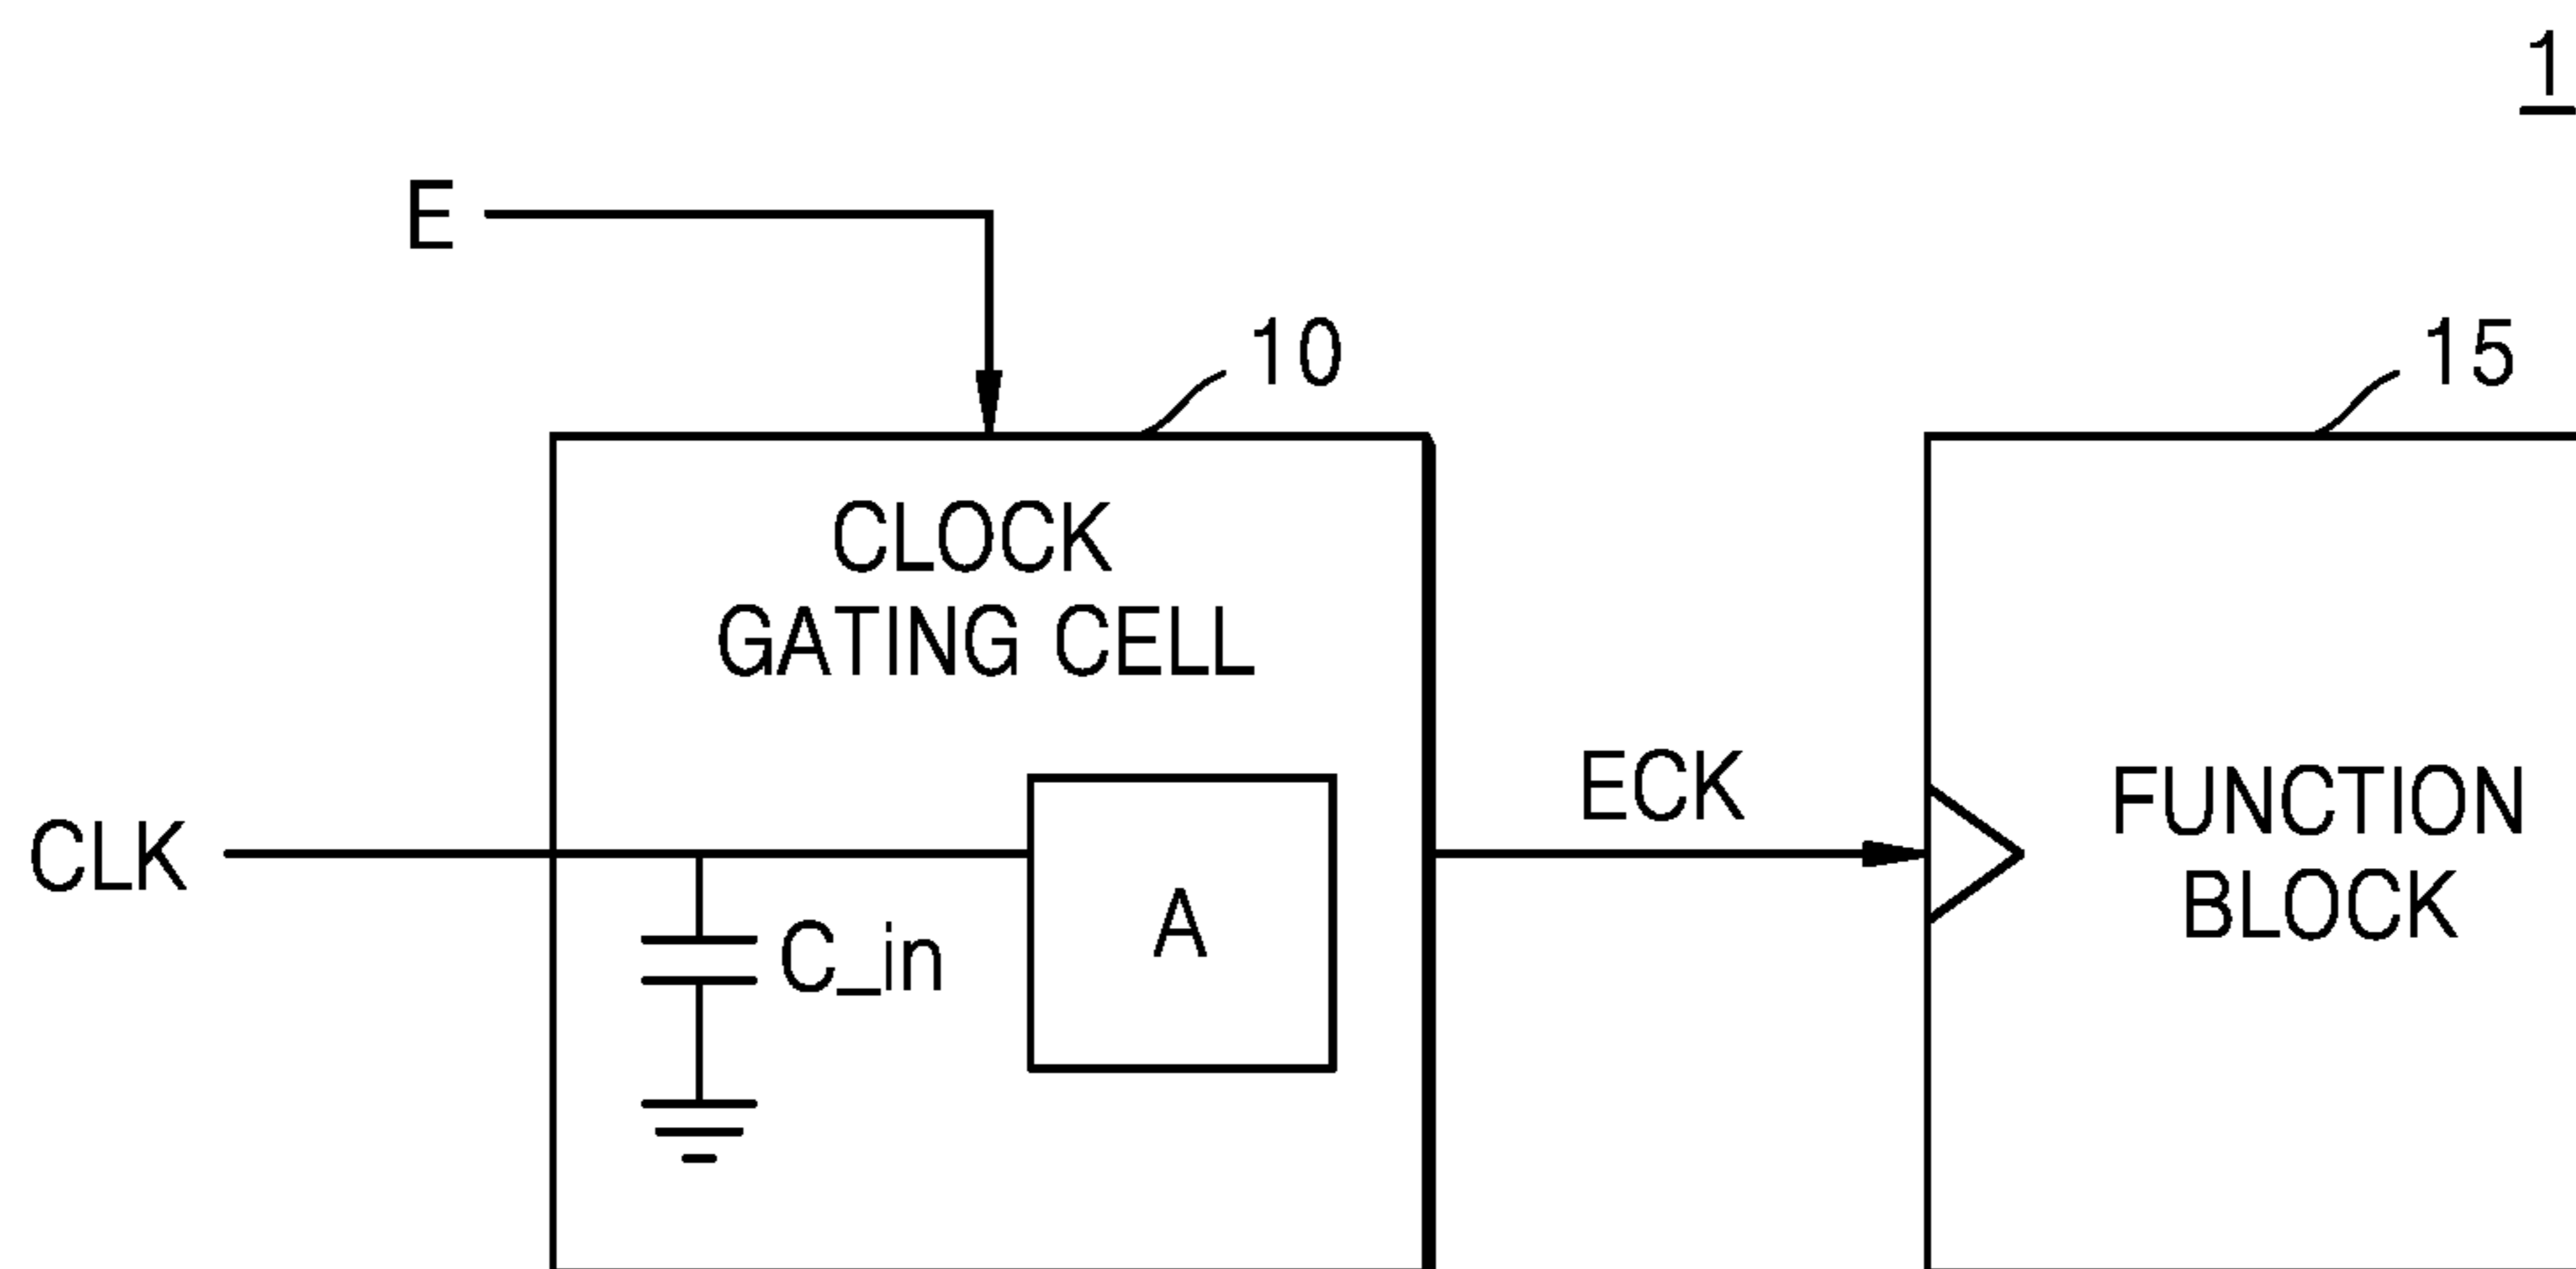 1
E
10
15
CLOCK
GATING CELL
ECK
FUNCTION
BLOCK
CLK
A
C_in